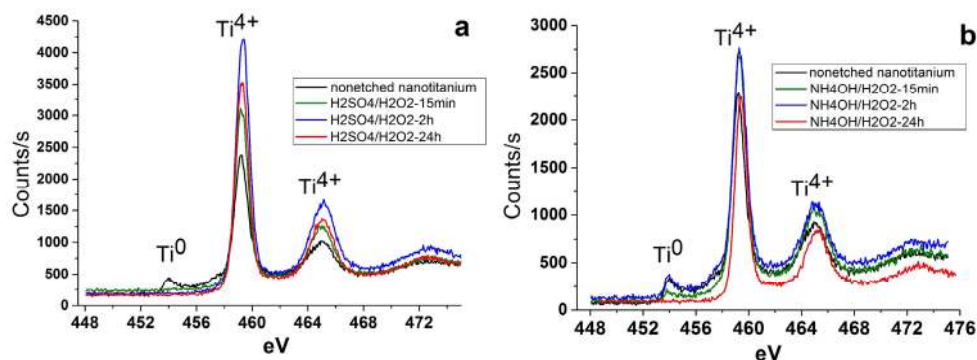 a
Ti4+
nonetched nanotitanium
H2SO4/H2O2-15min
H2SO4/H2O2-2h
H2SO4/H2O2-24h
Ti4+
Ti0
Counts/s
4500
4000
3500
3000
2500
2000
1500
1000
500
0
448 452 456 460 464 468 472
eV
b
Ti4+
nonetched nanotitanium
NH4OH/H2O2-15min
NH4OH/H2O2-2h
NH4OH/H2O2-24h
Ti4+
Ti0
Counts/s
3000
2500
2000
1500
1000
500
0
448 452 456 460 464 468 472 476
eV